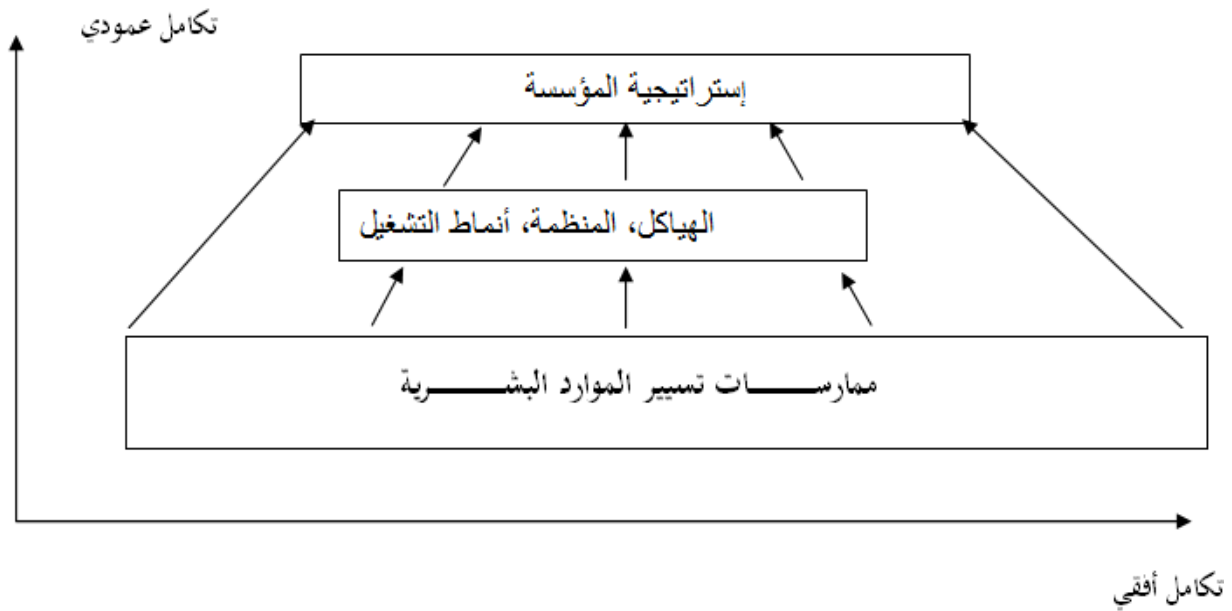 تكامل عمودي
إستراتيجية المؤسسة
الهياكل، المنظمة، أنماط التشغيل
ممارســـــات تسيير الموارد البشـــــرية
تكامل أفقي